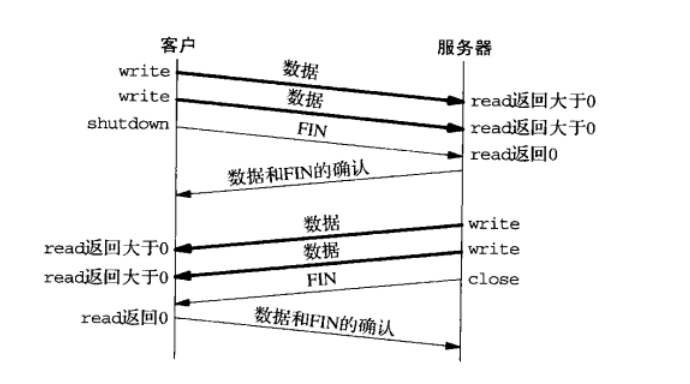 客户 服务器
write 数据 read返回大于0
write 数据 read返回大于0
shutdown FIN read返回0
数据和FIN的确认
数据 write
read返回大于0 数据 write
read返回大于0 FIN close
read返回0 数据和FIN的确认